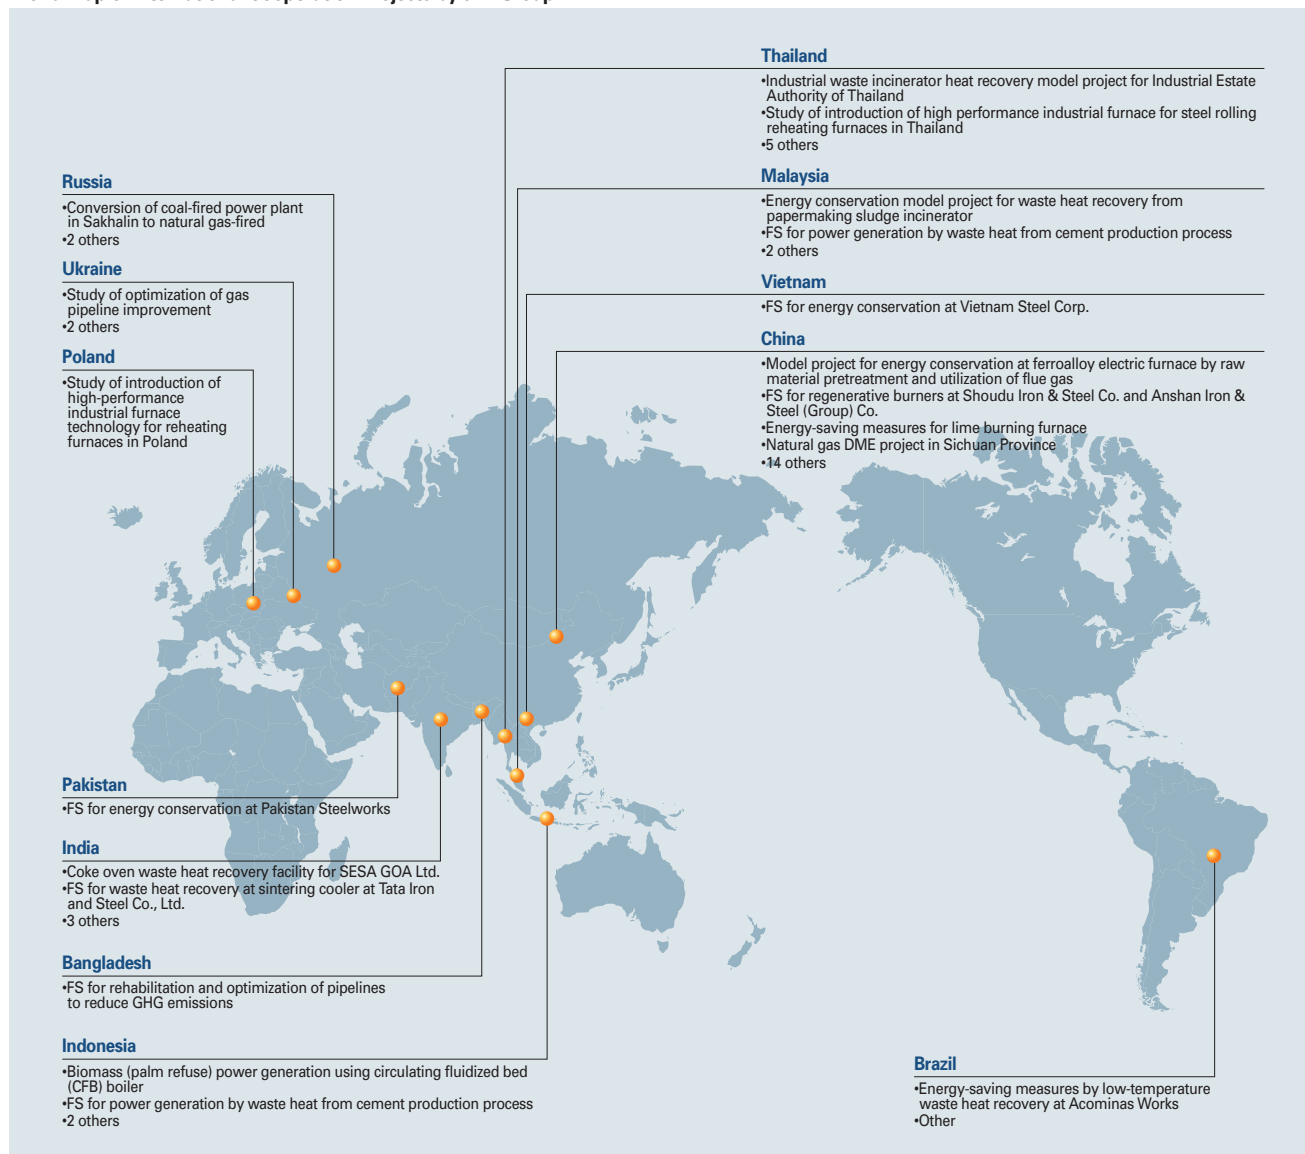 Thailand
•Industrial waste incinerator heat recovery model project for Industrial Estate
Authority of Thailand
•Study of introduction of high performance industrial furnace for steel rolling
reheating furnaces in Thailand
•5 others
Malaysia
•Energy conservation model project for waste heat recovery from
papermaking sludge incinerator
•FS for power generation by waste heat from cement production process
•2 others
Vietnam
•FS for energy conservation at Vietnam Steel Corp.
China
•Model project for energy conservation at ferroalloy electric furnace by raw
material pretreatment and utilization of flue gas
•FS for regenerative burners at Shoudu Iron & Steel Co. and Anshan Iron &
Steel (Group) Co.
•Energy-saving measures for lime burning furnace
•Natural gas DME project in Sichuan Province
•14 others
Russia
•Conversion of coal-fired power plant
in Sakhalin to natural gas-fired
•2 others
Ukraine
•Study of optimization of gas
pipeline improvement
•2 others
Poland
•Study of introduction of
high-performance
industrial furnace
technology for reheating
furnaces in Poland
Pakistan
•FS for energy conservation at Pakistan Steelworks
India
•Coke oven waste heat recovery facility for SESA GOA Ltd.
•FS for waste heat recovery at sintering cooler at Tata Iron
and Steel Co., Ltd.
•3 others
Bangladesh
•FS for rehabilitation and optimization of pipelines
to reduce GHG emissions
Indonesia
•Biomass (palm refuse) power generation using circulating fluidized bed
(CFB) boiler
•FS for power generation by waste heat from cement production process
•2 others
Brazil
•Energy-saving measures by low-temperature
waste heat recovery at Acominas Works
•Other